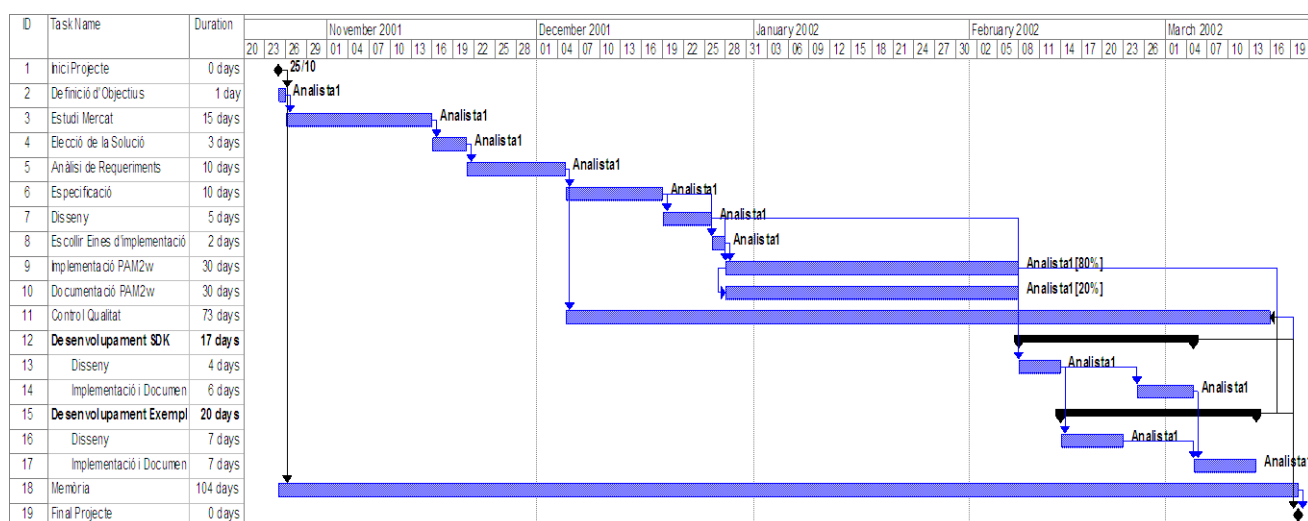 ID Task Name Duration November 2001 December 2001 January 2002 February 2002 March 2002
20 23 26 29 01 04 07 10 13 16 19 22 25 28 01 04 07 10 13 16 19 22 25 28 31 03 06 09 12 15 18 21 24 27 30 02 05 08 11 14 17 20 23 26 01 04 07 10 13 16 19
1 Inici Projecte 0 days 25/10
2 Definició d'Objectius 1 day Analista1
3 Estudi Mercat 15 days Analista1
4 Elecció de la Solució 3 days Analista1
5 Anàlisi de Requeriments 10 days Analista1
6 Especificació 10 days Analista1
7 Disseny 5 days Analista1
8 Escollir Eines d'implementació 2 days Analista1
9 Implementació PAM2w 30 days Analista1[80%]
10 Documentació PAM2w 30 days Analista1[20%]
11 Control Qualitat 73 days
12 Desenvolupament SDK 17 days
13 Disseny 4 days Analista1
14 Implementació i Documen 6 days Analista1
15 Desenvolupament Exempl 20 days
16 Disseny 7 days Analista1
17 Implementació i Documen 7 days Analista1
18 Memòria 104 days
19 Final Projecte 0 days